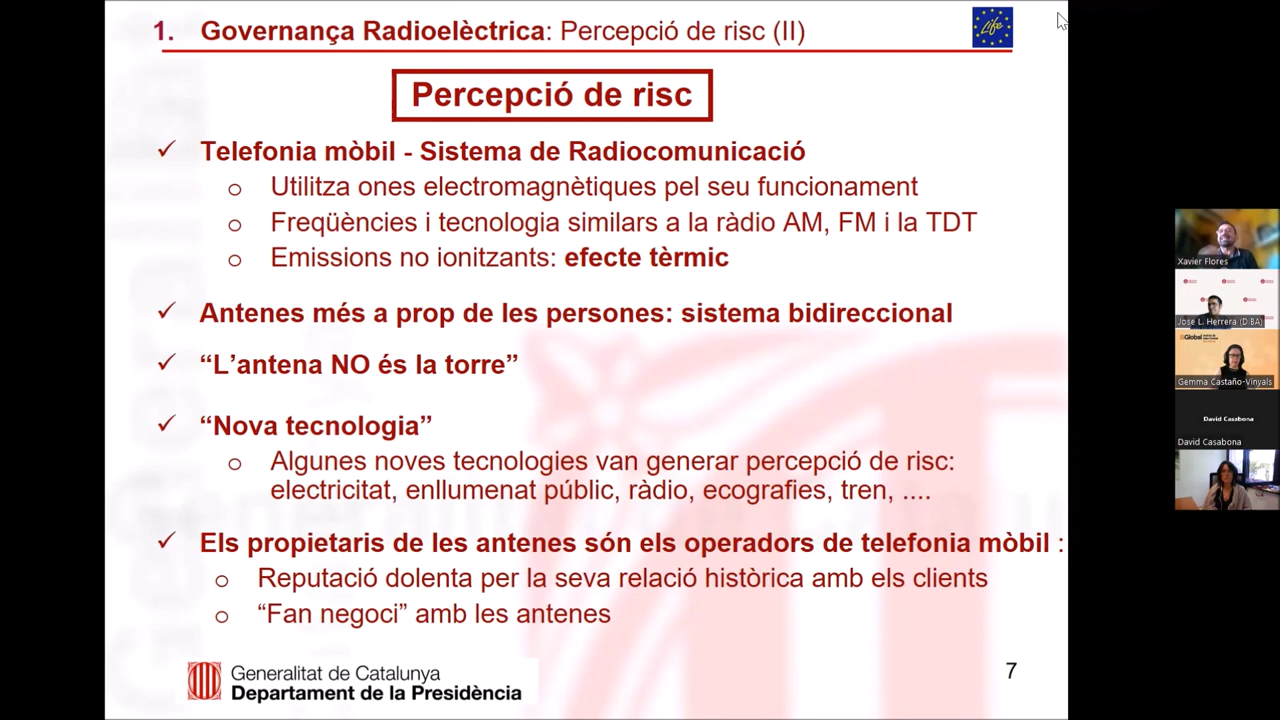 1. Governança Radioelèctrica: Percepció de risc (II)
Life
Percepció de risc
✓ Telefonia mòbil - Sistema de Radiocomunicació
o Utilitza ones electromagnètiques pel seu funcionament
o Freqüències i tecnologia similars a la ràdio AM, FM i la TDT
o Emissions no ionitzants: efecte tèrmic
✓ Antenes més a prop de les persones: sistema bidireccional
✓ “L’antena NO és la torre”
✓ “Nova tecnologia”
o Algunes noves tecnologies van generar percepció de risc:
electricitat, enllumenat públic, ràdio, ecografies, tren, ....
✓ Els propietaris de les antenes són els operadors de telefonia mòbil :
o Reputació dolenta per la seva relació històrica amb els clients
o “Fan negoci” amb les antenes
Generalitat de Catalunya
Departament de la Presidència
7
Xavier Flores
Jose L. Herrera (DIBA)
ISGlobal
Gemma Castaño-Vinyals
David Casabona
David Casabona